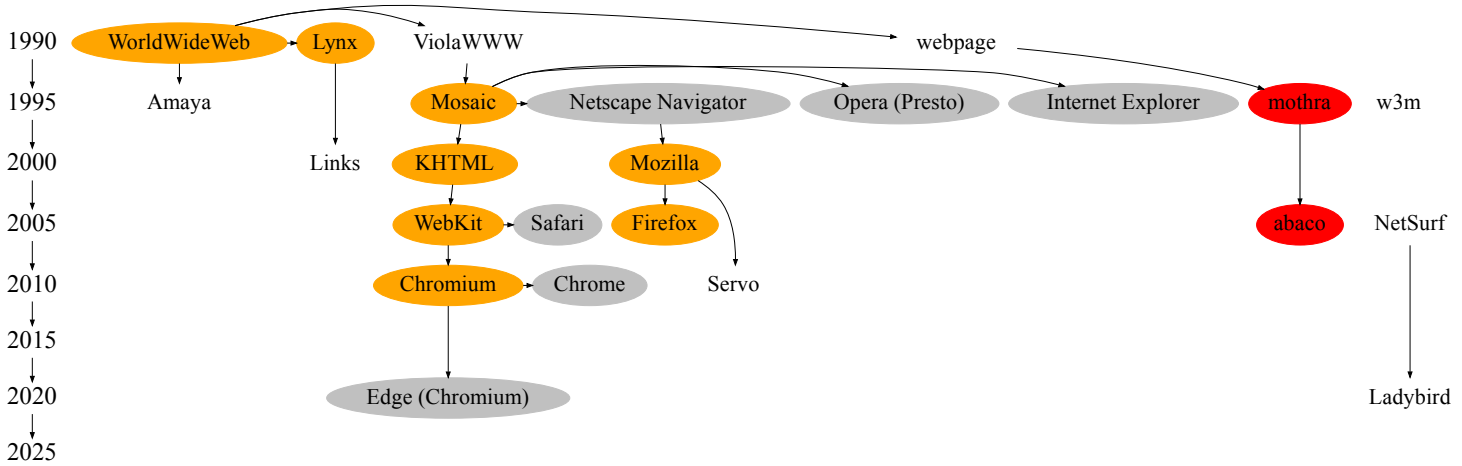 1990 WorldWideWeb Lynx ViolaWWW webpage
1995 Amaya Mosaic Netscape Navigator Opera (Presto) Internet Explorer mothra w3m
2000 Links KHTML Mozilla
2005 WebKit Safari Firefox abaco NetSurf
2010 Chromium Chrome Servo
2015
2020 Edge (Chromium) Ladybird
2025